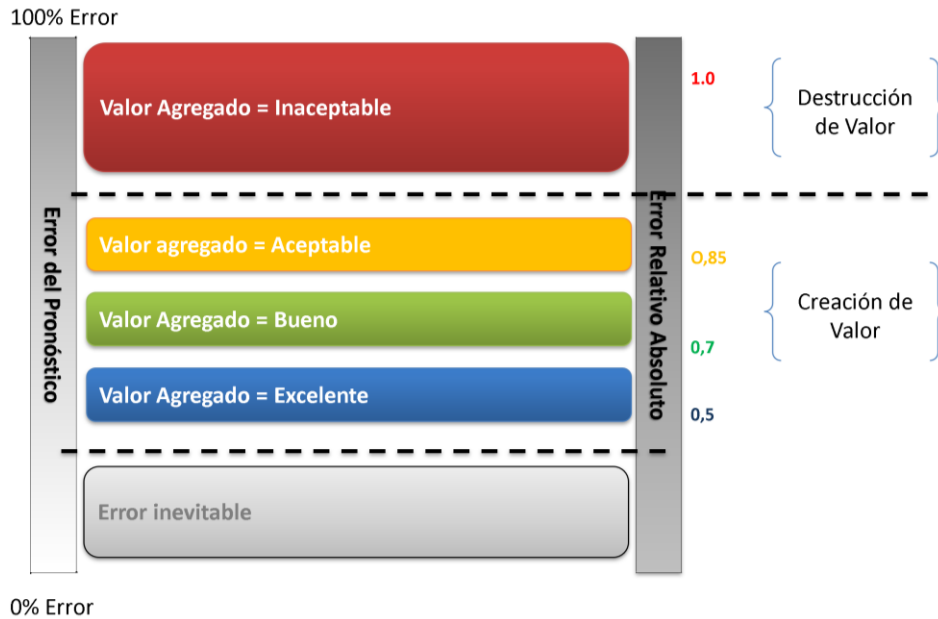 100% Error
Valor Agregado = Inaceptable
1.0
Destrucción
de Valor
Error del Pronóstico
Error Relativo Absoluto
Valor agregado = Aceptable
O,85
Valor Agregado = Bueno
Creación de
Valor
0,7
Valor Agregado = Excelente
0,5
Error inevitable
0% Error